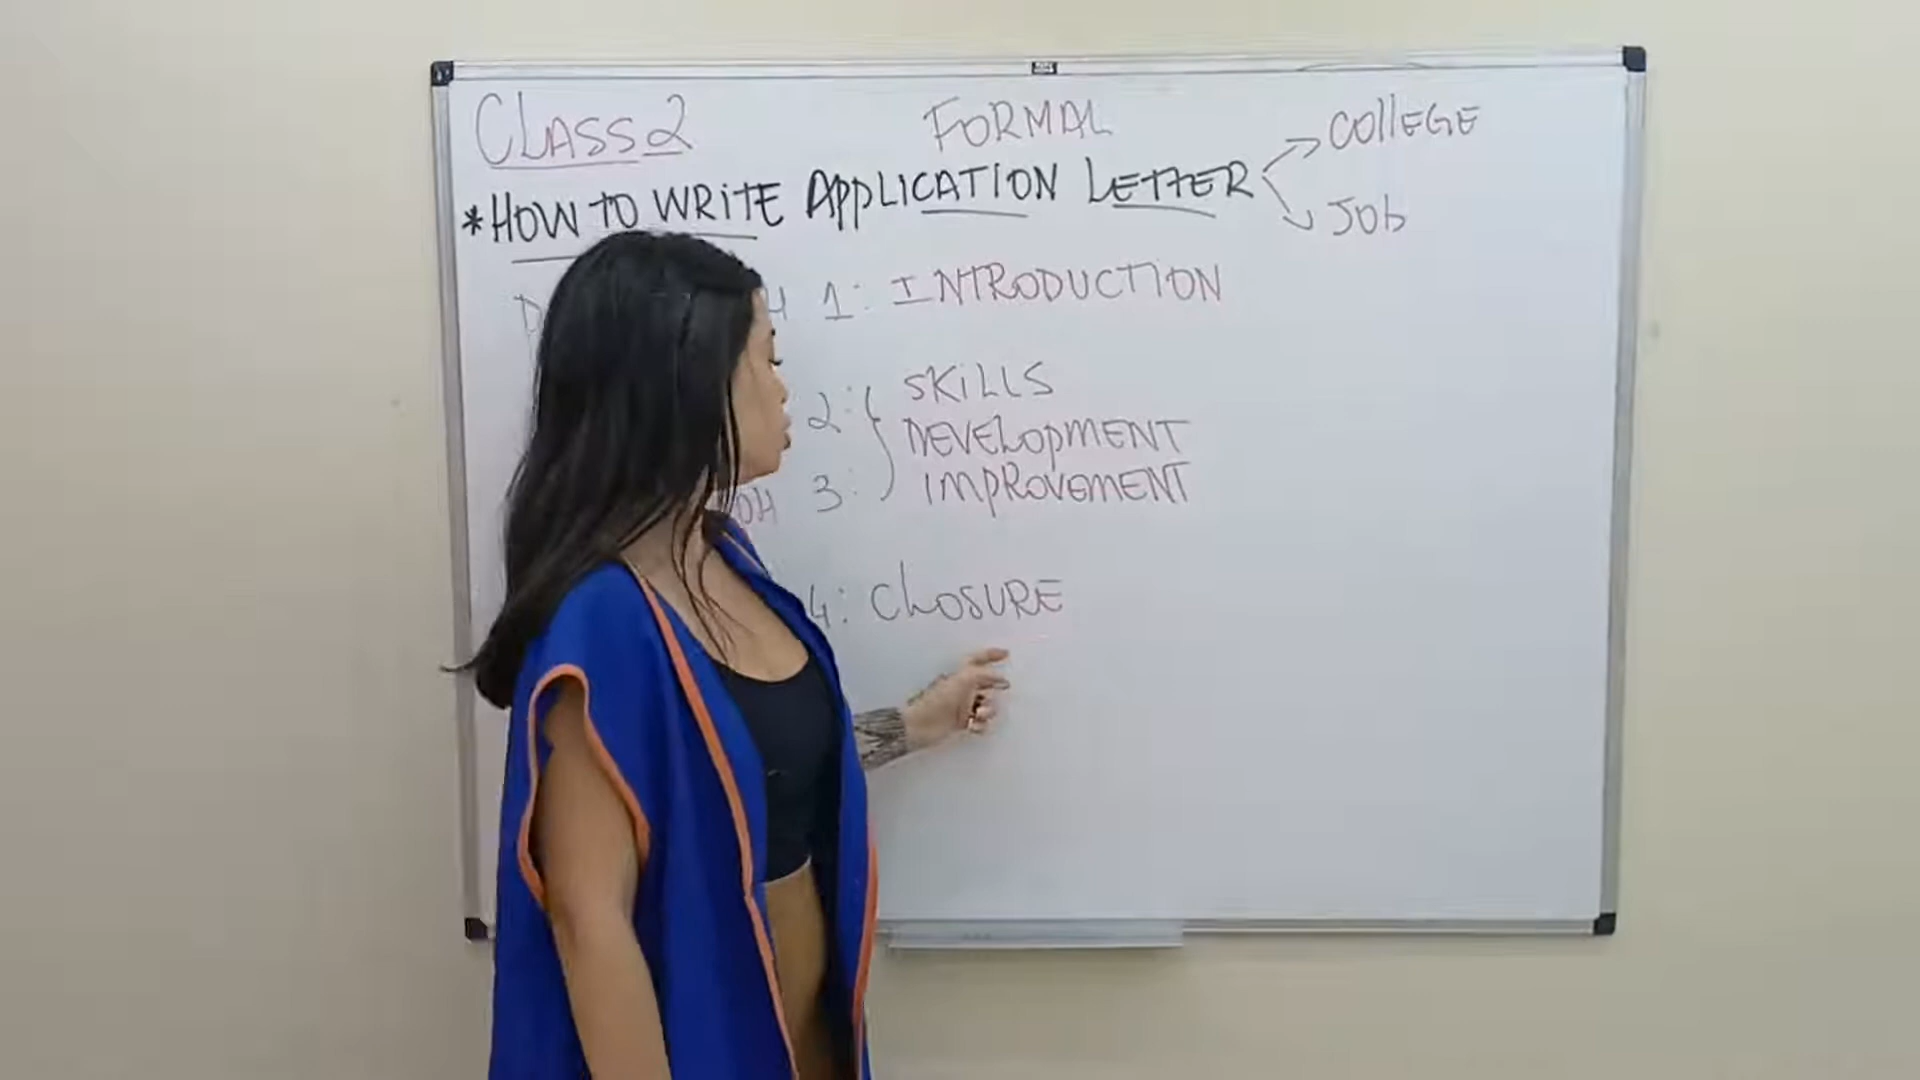 CLASS 2
FORMAL
COLLEGE
*HOW TO WRITE APPLICATION LETTER
JOB
1: INTRODUCTION
2: SKILLS
DEVELOPMENT
3: IMPROVEMENT
4: CLOSURE